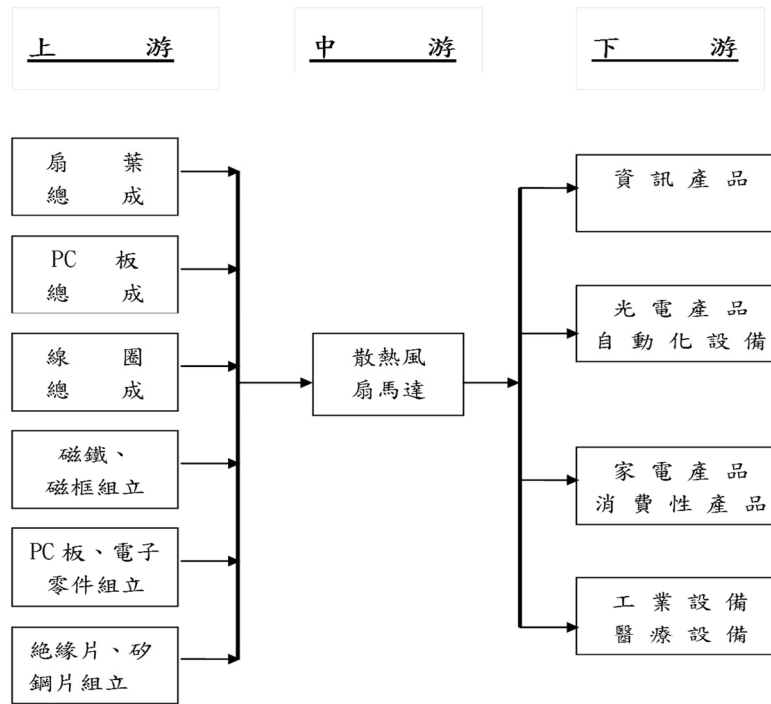 上 游
中 游
下 游
扇 葉
總 成
PC 板
總 成
線 圈
總 成
磁鐵、
磁框組立
PC 板、電子
零件組立
絕緣片、矽
鋼片組立
散熱風
扇馬達
資 訊 產 品
光 電 產 品
自 動 化 設 備
家 電 產 品
消 費 性 產 品
工 業 設 備
醫 療 設 備